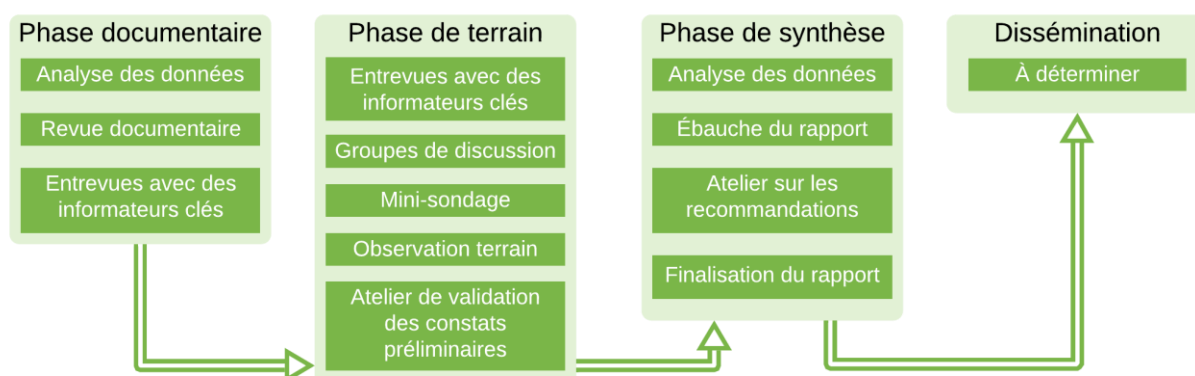 Phase documentaire
Analyse des données
Revue documentaire
Entrevues avec des
informateurs clés
Phase de terrain
Entrevues avec des
informateurs clés
Groupes de discussion
Mini-sondage
Observation terrain
Atelier de validation
des constats
préliminaires
Phase de synthèse
Analyse des données
Ébauche du rapport
Atelier sur les
recommandations
Finalisation du rapport
Dissémination
À déterminer